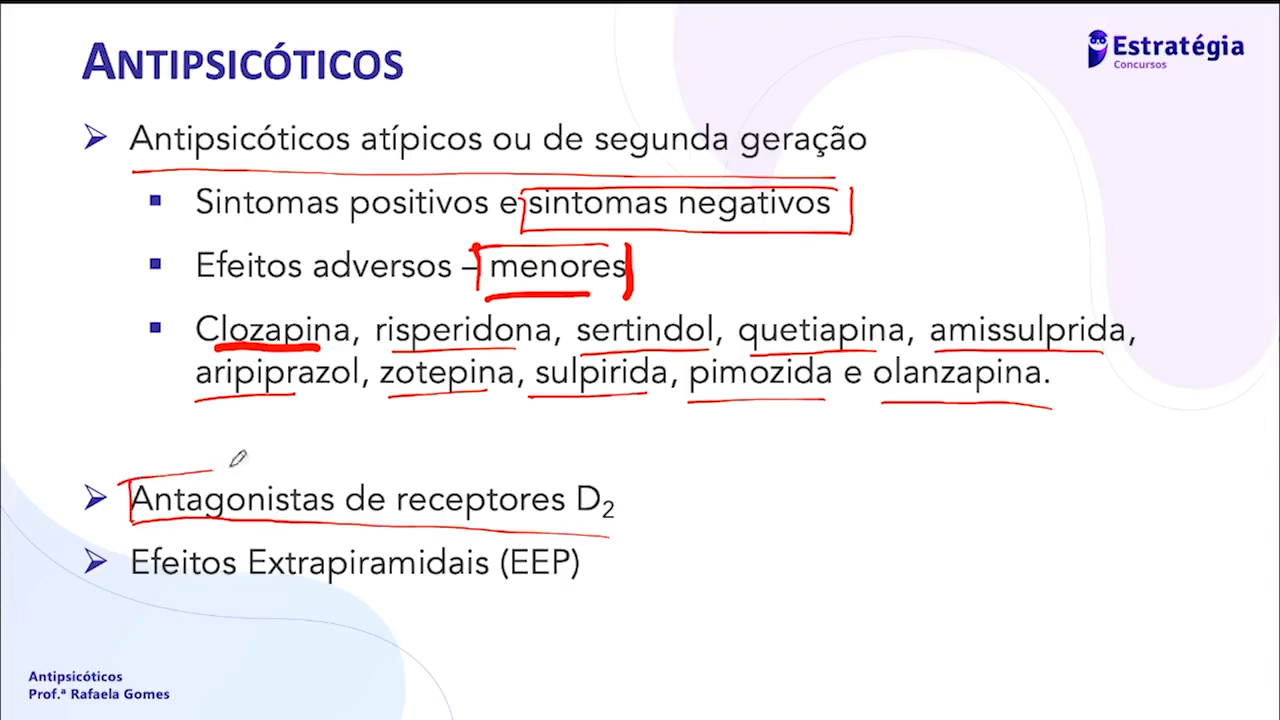 ANTIPSICÓTICOS
Estratégia
Concursos
Antipsicóticos atípicos ou de segunda geração
Sintomas positivos e sintomas negativos
Efeitos adversos – menores
Clozapina, risperidona, sertindol, quetiapina, amissulprida,
aripiprazol, zotepina, sulpirida, pimozida e olanzapina.
Antagonistas de receptores D₂
Efeitos Extrapiramidais (EEP)
Antipsicóticos
Prof.ª Rafaela Gomes